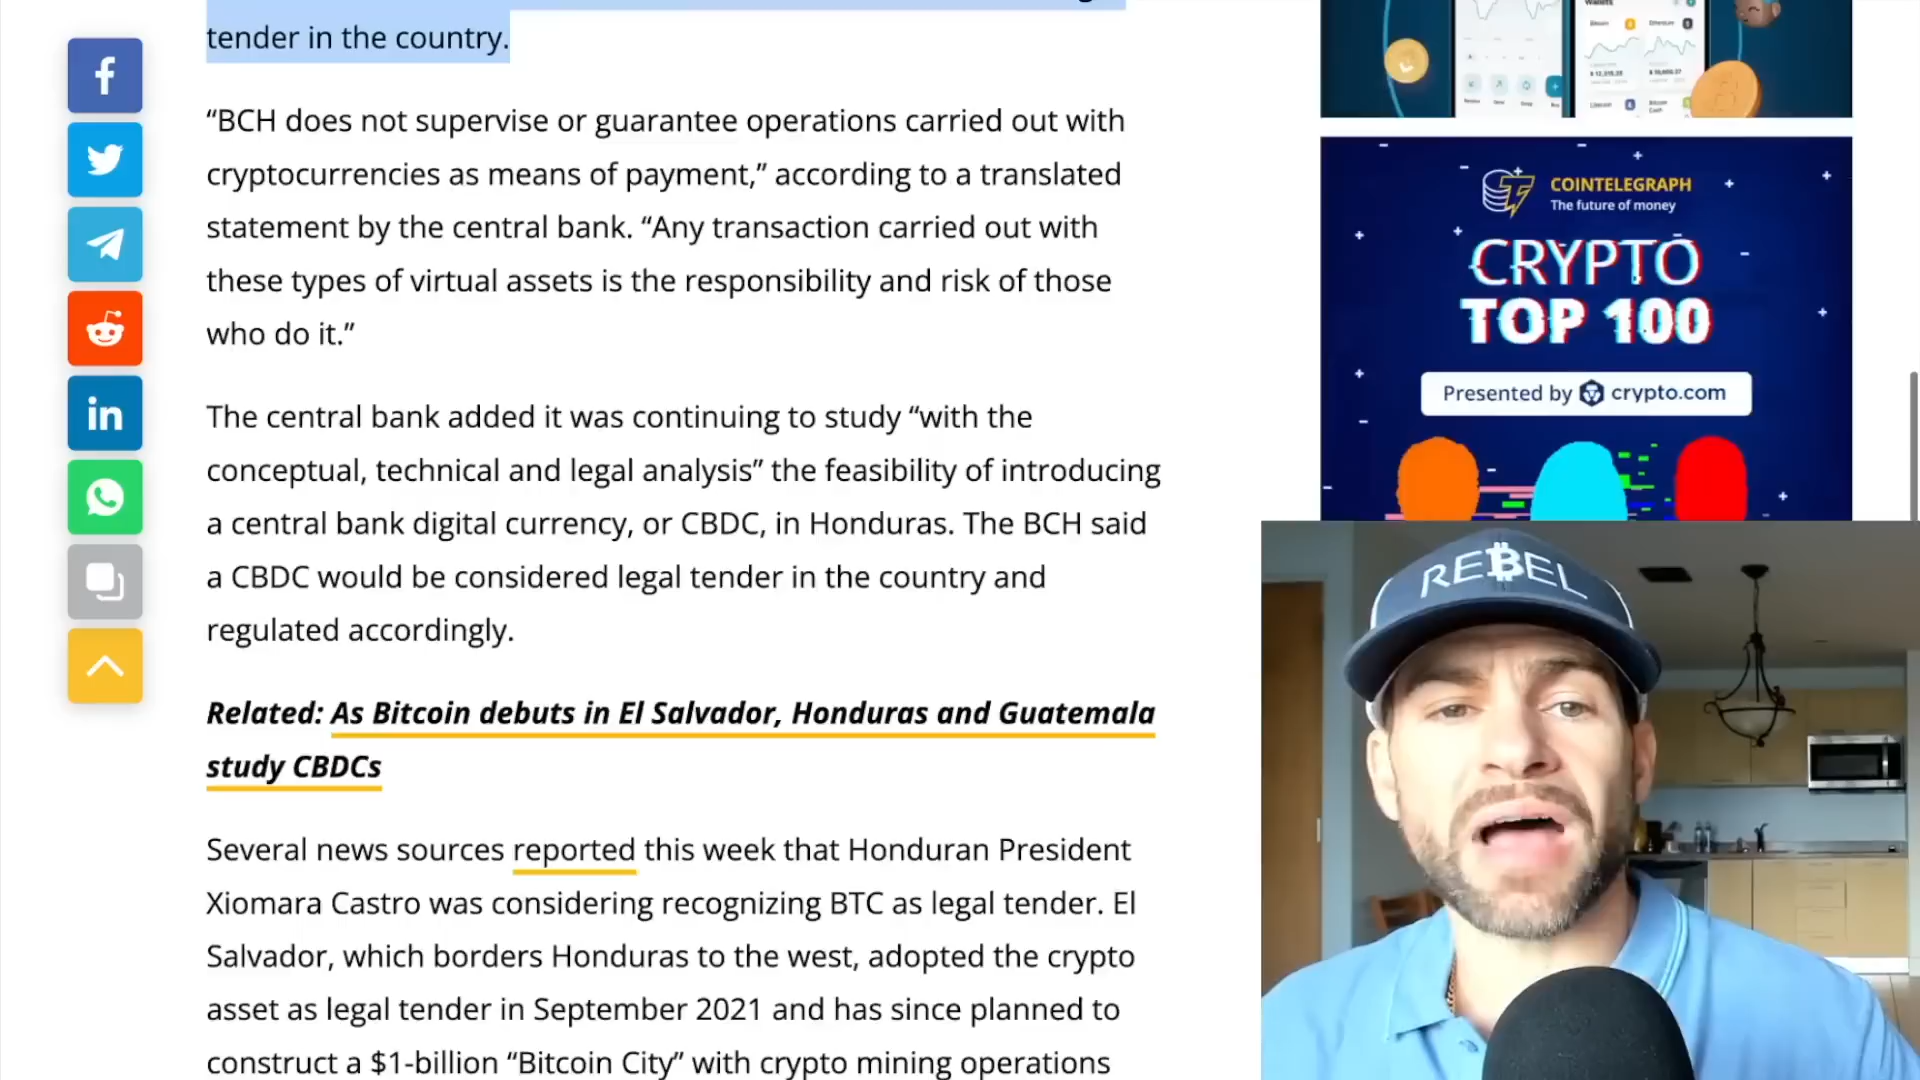 tender in the country.
“BCH does not supervise or guarantee operations carried out with
cryptocurrencies as means of payment,” according to a translated
statement by the central bank. “Any transaction carried out with
these types of virtual assets is the responsibility and risk of those
who do it.”
The central bank added it was continuing to study “with the
conceptual, technical and legal analysis” the feasibility of introducing
a central bank digital currency, or CBDC, in Honduras. The BCH said
a CBDC would be considered legal tender in the country and
regulated accordingly.
Related: As Bitcoin debuts in El Salvador, Honduras and Guatemala
study CBDCs
Several news sources reported this week that Honduran President
Xiomara Castro was considering recognizing BTC as legal tender. El
Salvador, which borders Honduras to the west, adopted the crypto
asset as legal tender in September 2021 and has since planned to
construct a $1-billion “Bitcoin City” with crypto mining operations
Wallets
Bitcoin
Ethereum
Bitcoin
Cash
COINTELEGRAPH
The future of money
CRYPTO
TOP 100
Presented by crypto.com
REBEL